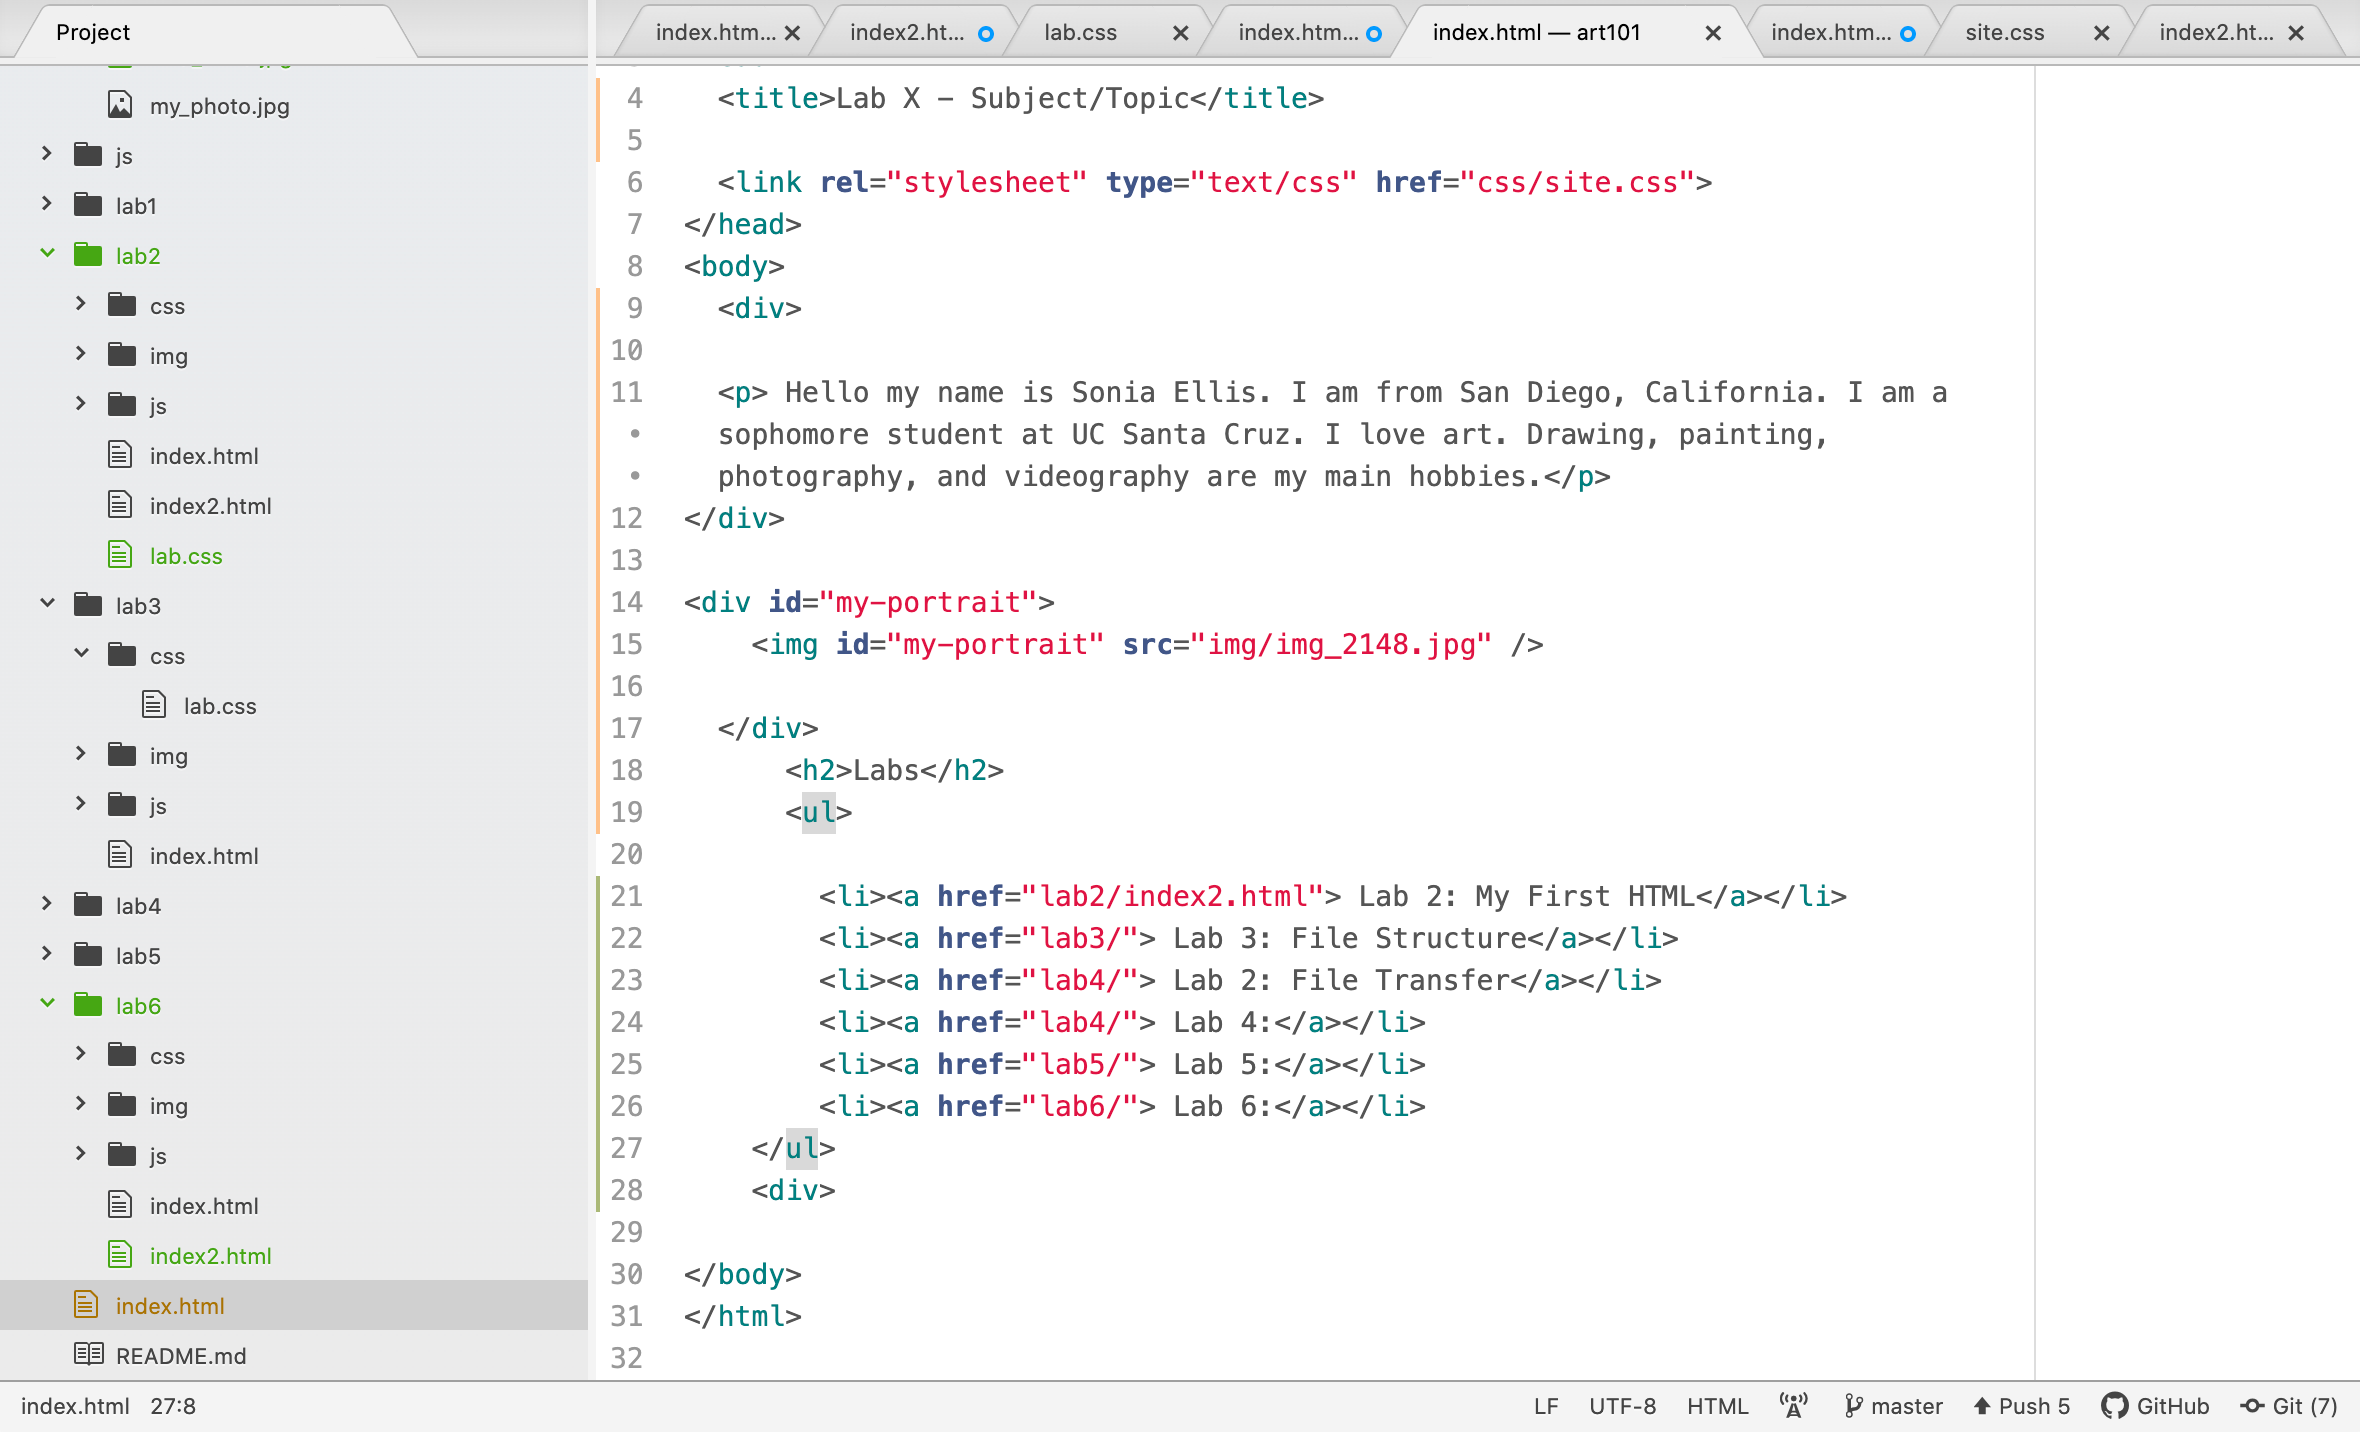 Project
my_photo.jpg
js
lab1
lab2
css
img
js
index.html
index2.html
lab.css
lab3
css
lab.css
img
js
index.html
lab4
lab5
lab6
css
img
js
index.html
index2.html
index.html
README.md
index.htm... index2.ht... lab.css index.htm... index.html — art101 index.htm... site.css index2.ht...
4 <title>Lab X – Subject/Topic</title>
5
6 <link rel="stylesheet" type="text/css" href="css/site.css">
7 </head>
8 <body>
9 <div>
10
11 <p> Hello my name is Sonia Ellis. I am from San Diego, California. I am a
• sophomore student at UC Santa Cruz. I love art. Drawing, painting,
• photography, and videography are my main hobbies.</p>
12 </div>
13
14 <div id="my-portrait">
15 <img id="my-portrait" src="img/img_2148.jpg" />
16
17 </div>
18 <h2>Labs</h2>
19 <ul>
20
21 <li><a href="lab2/index2.html"> Lab 2: My First HTML</a></li>
22 <li><a href="lab3/"> Lab 3: File Structure</a></li>
23 <li><a href="lab4/"> Lab 2: File Transfer</a></li>
24 <li><a href="lab4/"> Lab 4:</a></li>
25 <li><a href="lab5/"> Lab 5:</a></li>
26 <li><a href="lab6/"> Lab 6:</a></li>
27 </ul>
28 <div>
29
30 </body>
31 </html>
32
index.html 27:8 LF UTF-8 HTML master Push 5 GitHub Git (7)